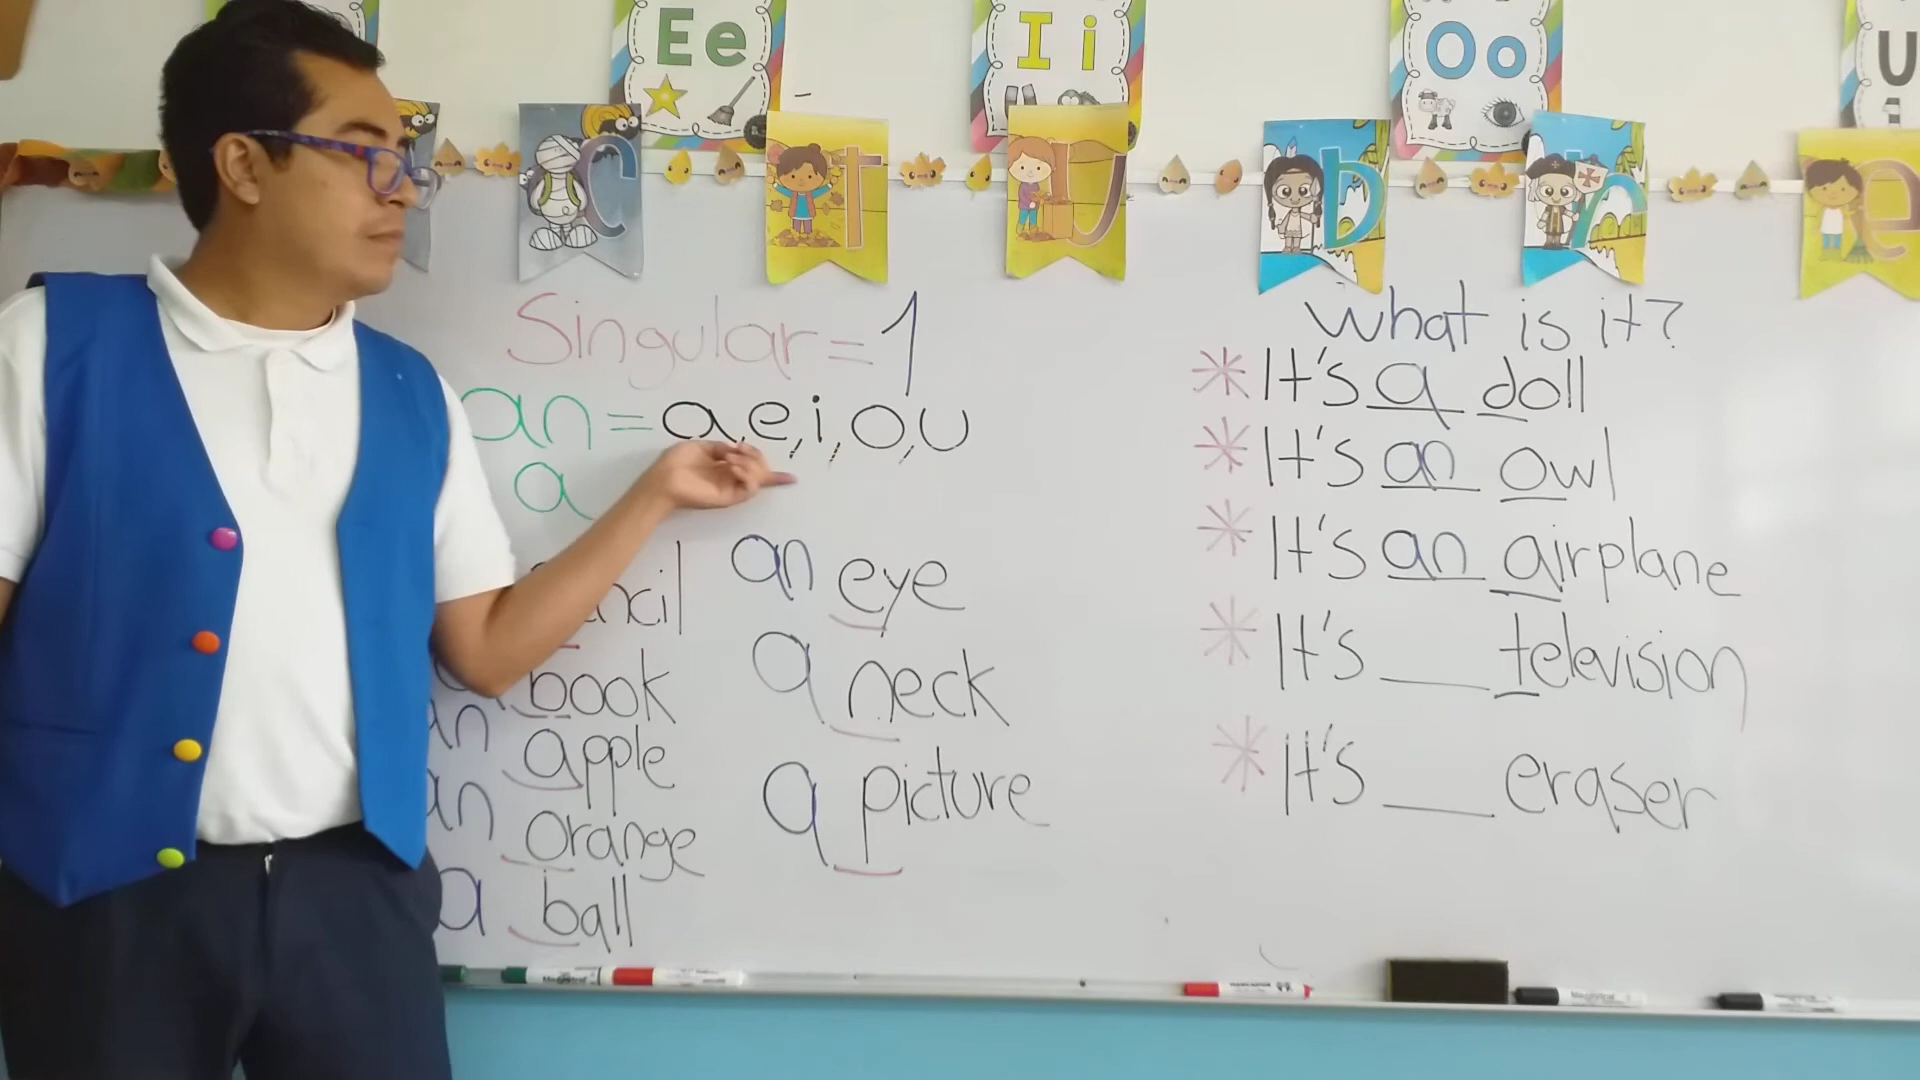 Ee
Ii
Oo
U
c
t
u
b
r
e
Singular = 1
an = a, e, i, o, u
a
book
an apple
an orange
a ball
an eye
a neck
a picture
What is it?
* It's a doll
* It's an owl
* It's an airplane
* It's ___ television
* It's ___ eraser